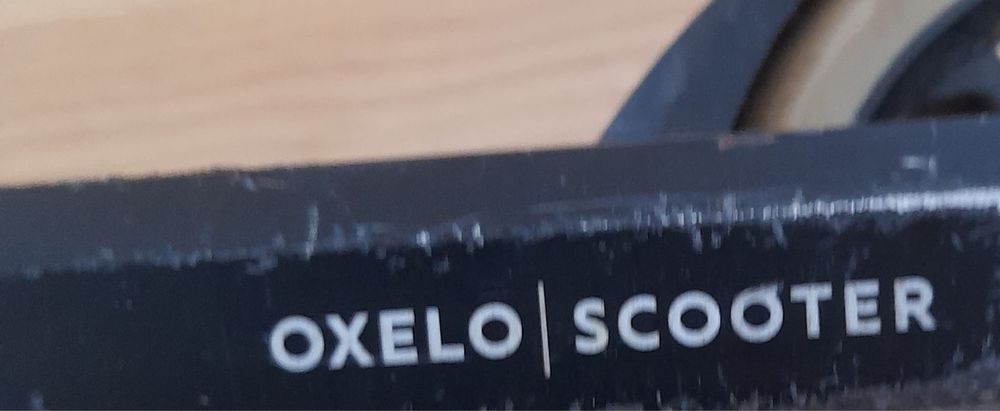 OXELO | SCOOTER